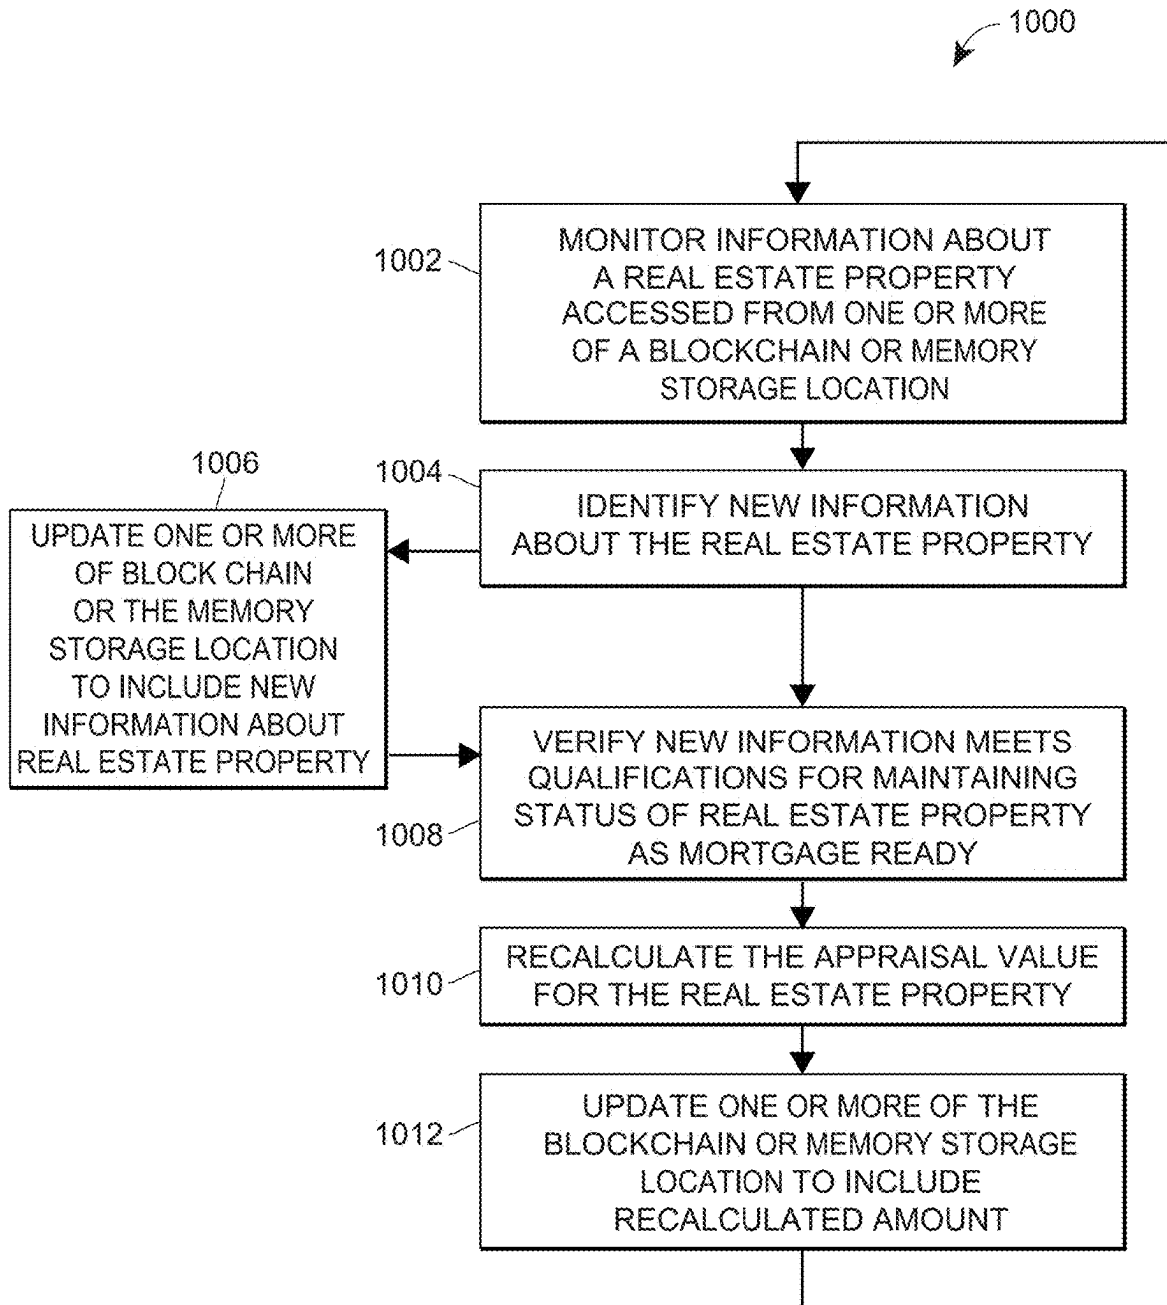 1000
1002
MONITOR INFORMATION ABOUT
A REAL ESTATE PROPERTY
ACCESSED FROM ONE OR MORE
OF A BLOCKCHAIN OR MEMORY
STORAGE LOCATION
1004
IDENTIFY NEW INFORMATION
ABOUT THE REAL ESTATE PROPERTY
1006
UPDATE ONE OR MORE
OF BLOCK CHAIN
OR THE MEMORY
STORAGE LOCATION
TO INCLUDE NEW
INFORMATION ABOUT
REAL ESTATE PROPERTY
1008
VERIFY NEW INFORMATION MEETS
QUALIFICATIONS FOR MAINTAINING
STATUS OF REAL ESTATE PROPERTY
AS MORTGAGE READY
1010
RECALCULATE THE APPRAISAL VALUE
FOR THE REAL ESTATE PROPERTY
1012
UPDATE ONE OR MORE OF THE
BLOCKCHAIN OR MEMORY STORAGE
LOCATION TO INCLUDE
RECALCULATED AMOUNT